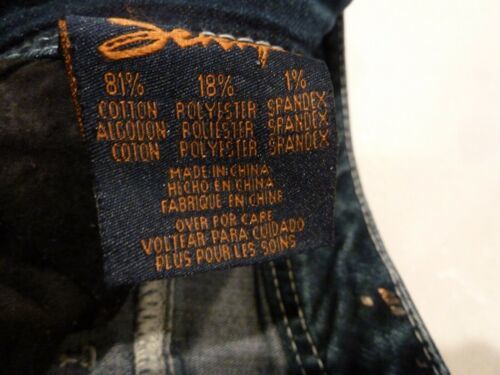 81% 18% 1%
COTTON POLYESTER SPANDEX
ALGODON POLIESTER SPANDEX
COTON POLYESTER SPANDEX
MADE IN CHINA
HECHO EN CHINA
FABRIQUE EN CHINE
OVER FOR CARE
VOLTEAR PARA CUIDADO
PLUS POUR LES SOINS